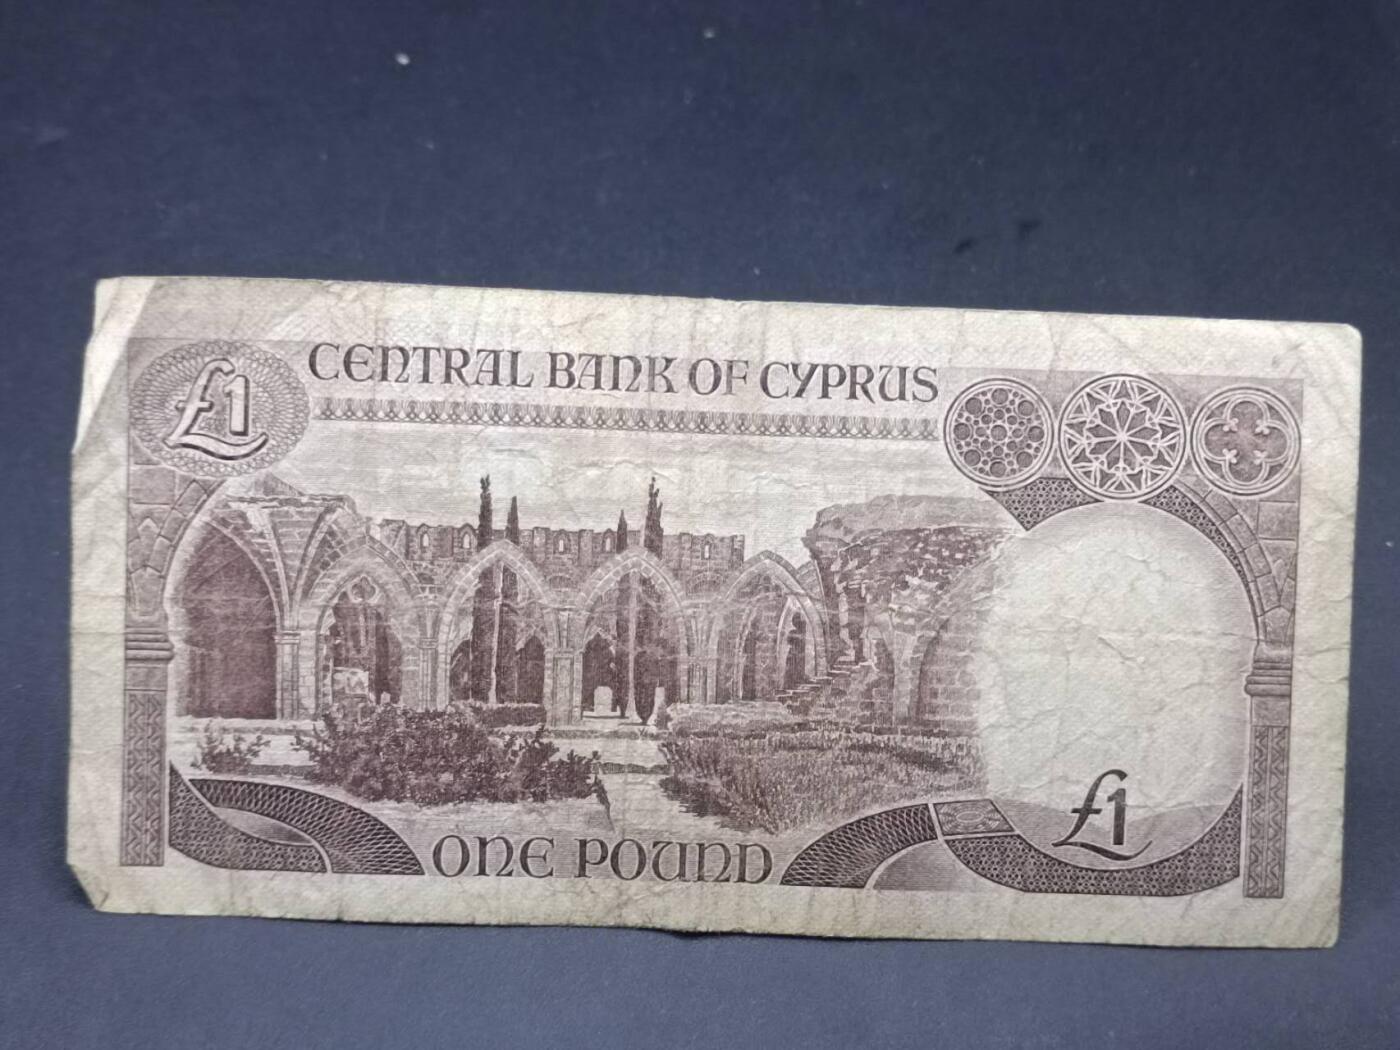 £1
CENTRAL BANK OF CYPRUS
£1
ONE POUND